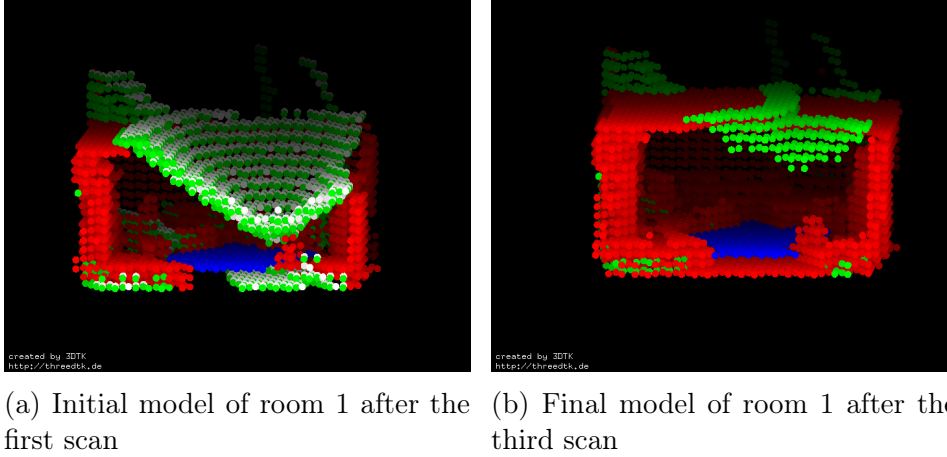 created by 3DTK
http://threedtk.de
created by 3DTK
http://threedtk.de
(a) Initial model of room 1 after the
first scan
(b) Final model of room 1 after the
third scan